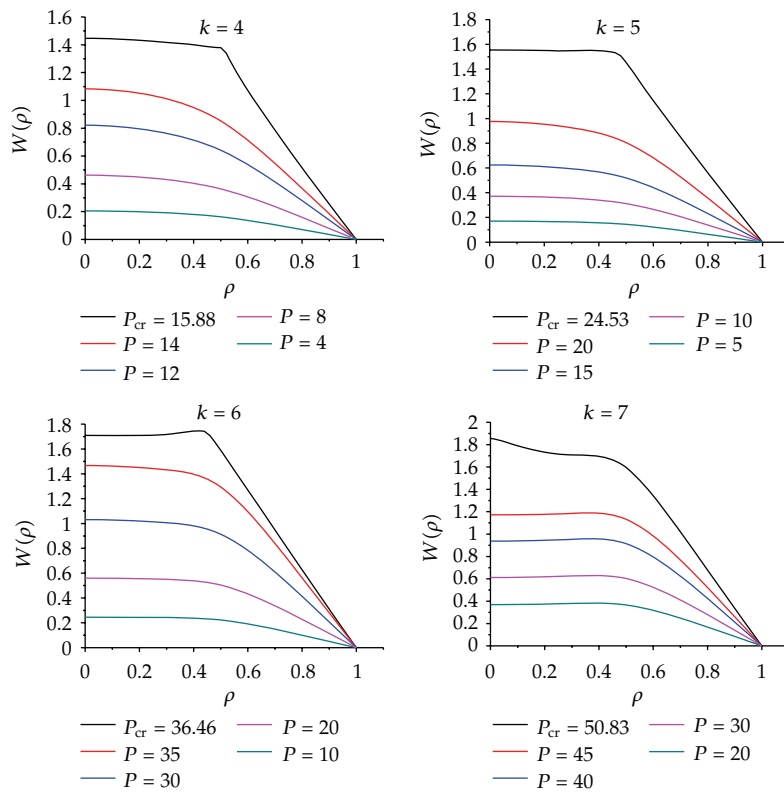 k = 4
1.6
1.4
1.2
1
0.8
0.6
0.4
0.2
0
W(ρ)
0 0.2 0.4 0.6 0.8 1
ρ
Pcr = 15.88 P = 8
P = 14 P = 4
P = 12
k = 5
1.8
1.6
1.4
1.2
1
0.8
0.6
0.4
0.2
0
W(ρ)
0 0.2 0.4 0.6 0.8 1
ρ
Pcr = 24.53 P = 10
P = 20 P = 5
P = 15
k = 6
1.8
1.6
1.4
1.2
1
0.8
0.6
0.4
0.2
0
W(ρ)
0 0.2 0.4 0.6 0.8 1
ρ
Pcr = 36.46 P = 20
P = 35 P = 10
P = 30
k = 7
2
1.8
1.6
1.4
1.2
1
0.8
0.6
0.4
0.2
0
W(ρ)
0 0.2 0.4 0.6 0.8 1
ρ
Pcr = 50.83 P = 30
P = 45 P = 20
P = 40